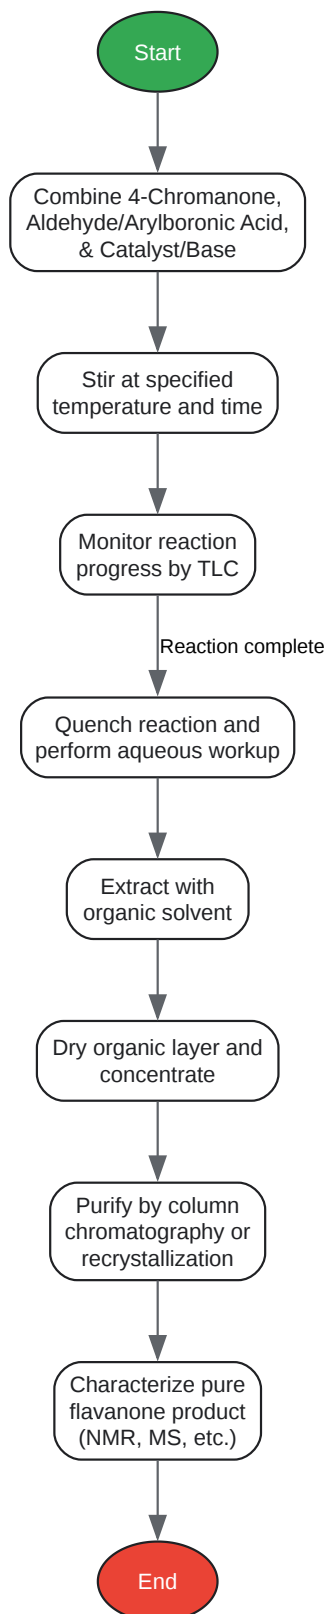 Start
Combine 4-Chromanone,
Aldehyde/Arylboronic Acid,
& Catalyst/Base
Stir at specified
temperature and time
Monitor reaction
progress by TLC
Reaction complete
Quench reaction and
perform aqueous workup
Extract with
organic solvent
Dry organic layer and
concentrate
Purify by column
chromatography or
recrystallization
Characterize pure
flavanone product
(NMR, MS, etc.)
End